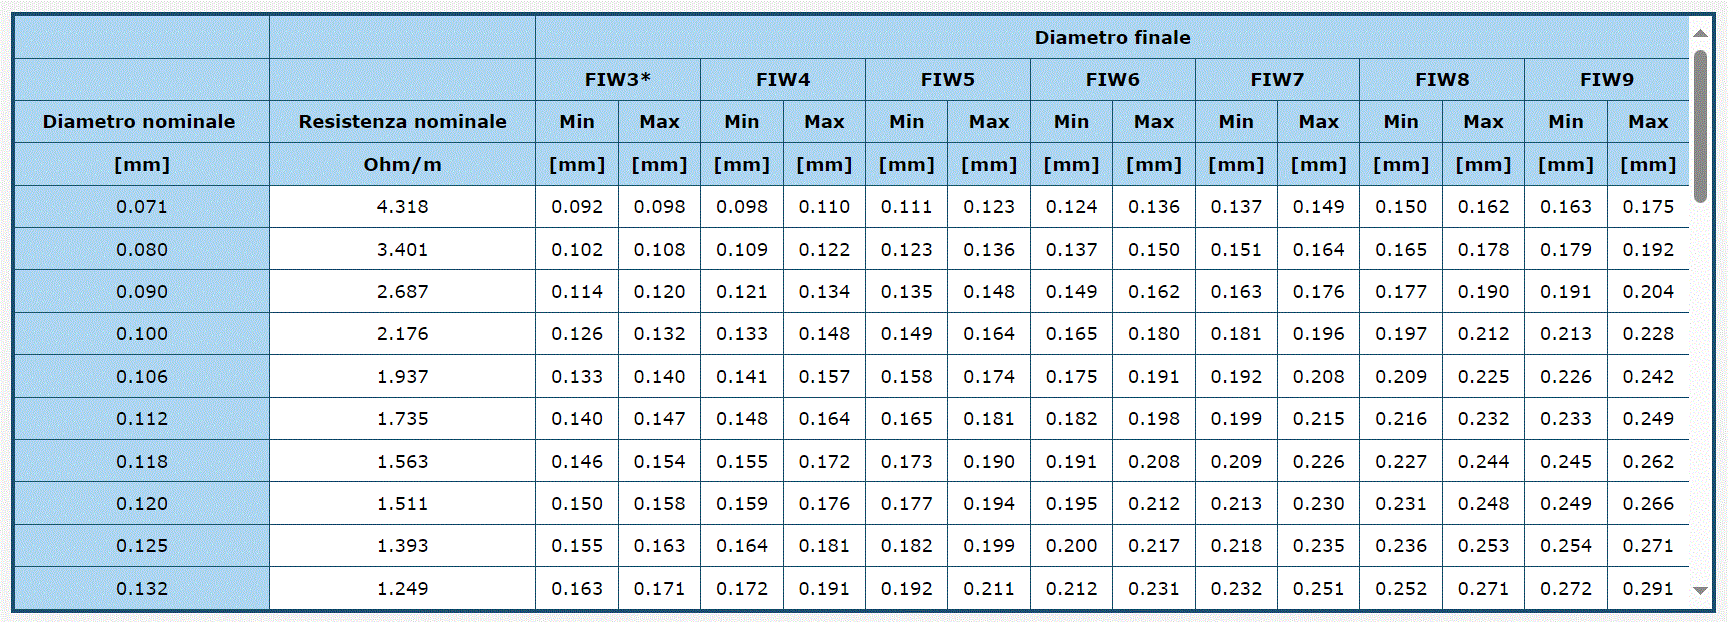 Diametro finale
FIW3* FIW4 FIW5 FIW6 FIW7 FIW8 FIW9
Diametro nominale Resistenza nominale Min Max Min Max Min Max Min Max Min Max Min Max Min Max
[mm] Ohm/m [mm] [mm] [mm] [mm] [mm] [mm] [mm] [mm] [mm] [mm] [mm] [mm] [mm] [mm]
0.071 4.318 0.092 0.098 0.098 0.110 0.111 0.123 0.124 0.136 0.137 0.149 0.150 0.162 0.163 0.175
0.080 3.401 0.102 0.108 0.109 0.122 0.123 0.136 0.137 0.150 0.151 0.164 0.165 0.178 0.179 0.192
0.090 2.687 0.114 0.120 0.121 0.134 0.135 0.148 0.149 0.162 0.163 0.176 0.177 0.190 0.191 0.204
0.100 2.176 0.126 0.132 0.133 0.148 0.149 0.164 0.165 0.180 0.181 0.196 0.197 0.212 0.213 0.228
0.106 1.937 0.133 0.140 0.141 0.157 0.158 0.174 0.175 0.191 0.192 0.208 0.209 0.225 0.226 0.242
0.112 1.735 0.140 0.147 0.148 0.164 0.165 0.181 0.182 0.198 0.199 0.215 0.216 0.232 0.233 0.249
0.118 1.563 0.146 0.154 0.155 0.172 0.173 0.190 0.191 0.208 0.209 0.226 0.227 0.244 0.245 0.262
0.120 1.511 0.150 0.158 0.159 0.176 0.177 0.194 0.195 0.212 0.213 0.230 0.231 0.248 0.249 0.266
0.125 1.393 0.155 0.163 0.164 0.181 0.182 0.199 0.200 0.217 0.218 0.235 0.236 0.253 0.254 0.271
0.132 1.249 0.163 0.171 0.172 0.191 0.192 0.211 0.212 0.231 0.232 0.251 0.252 0.271 0.272 0.291